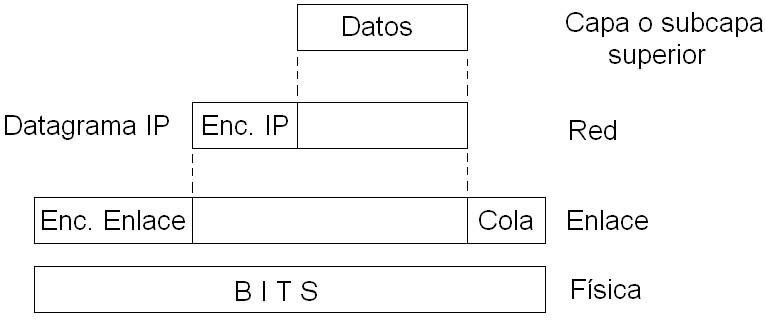 Datos
Capa o subcapa
superior
Datagrama IP
Enc. IP
Red
Enc. Enlace
Cola
Enlace
B I T S
Física